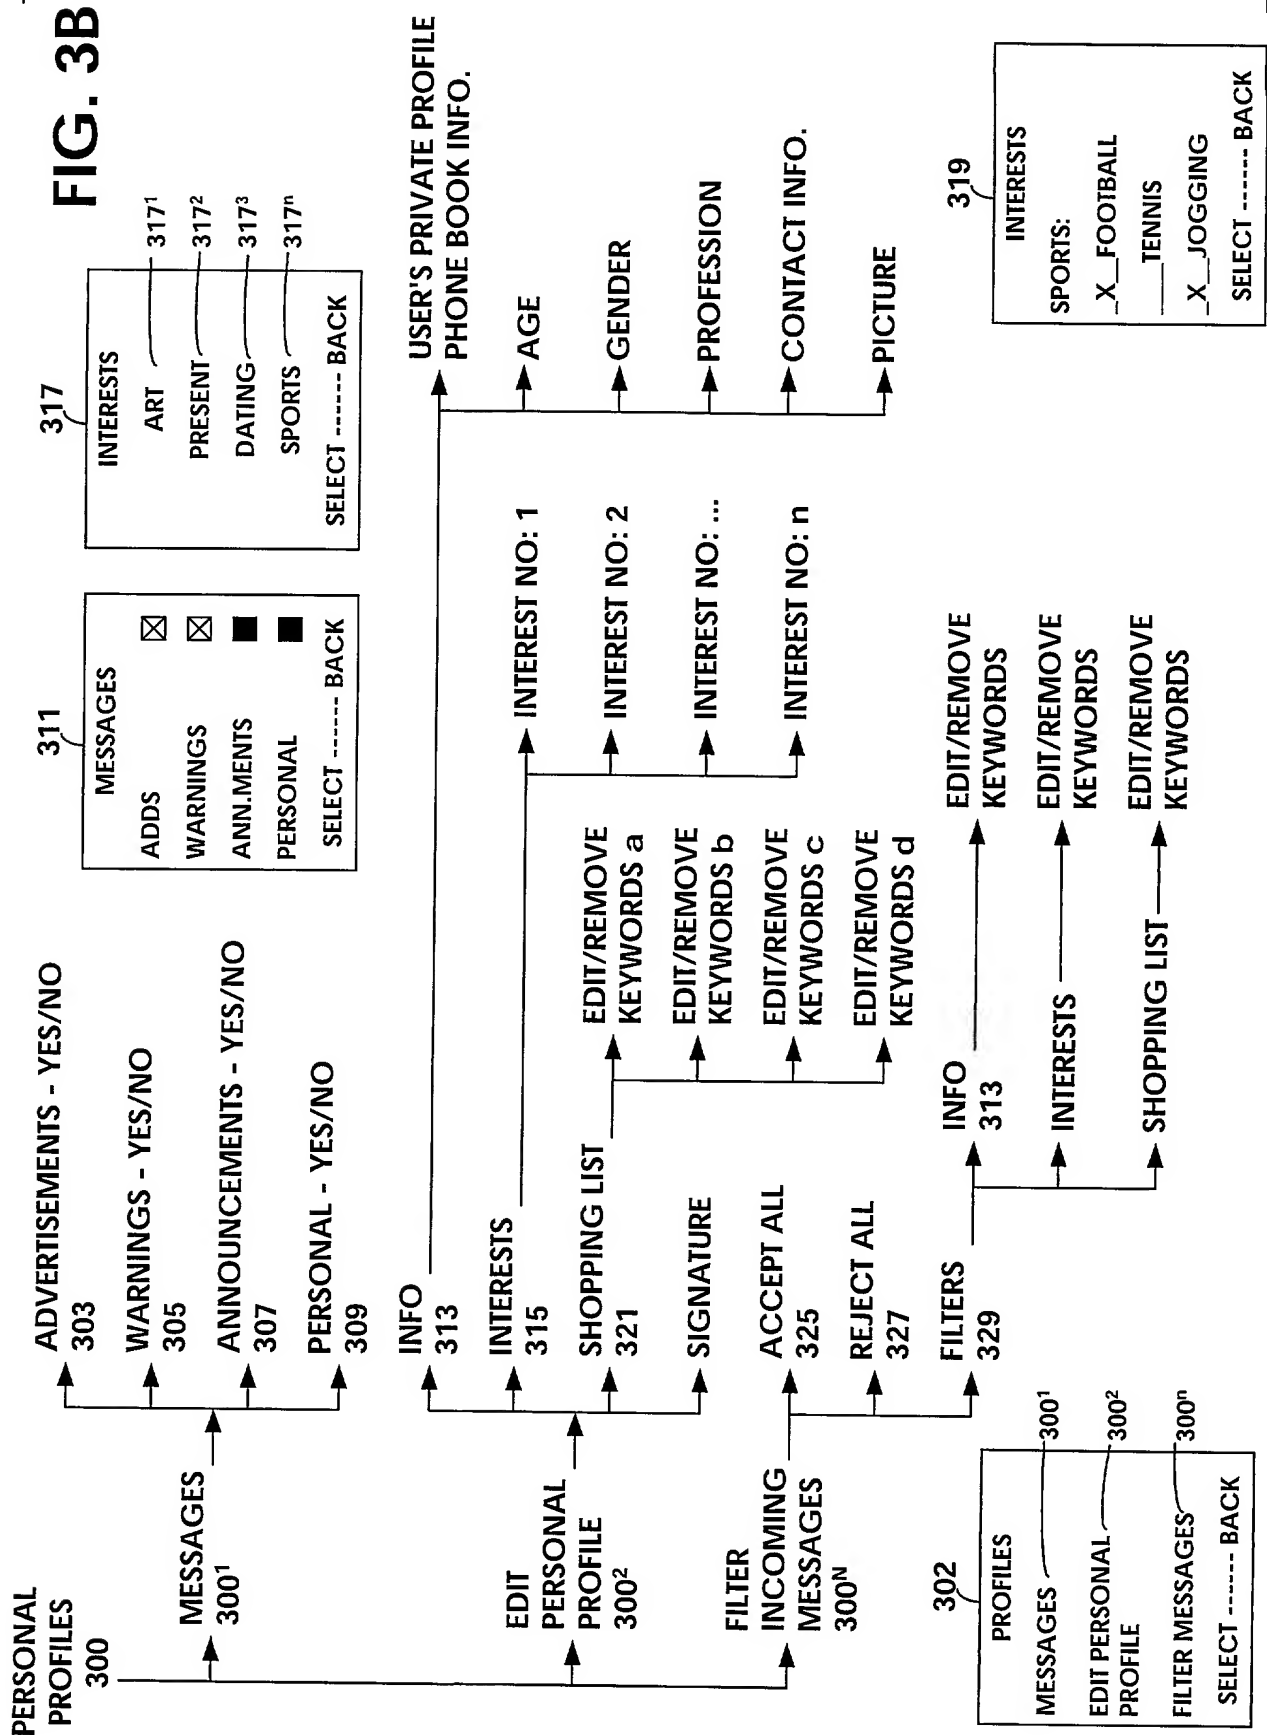 FIG. 3B
PERSONAL
PROFILES
300
MESSAGES
300¹
ADVERTISEMENTS - YES/NO
303
WARNINGS - YES/NO
305
ANNOUNCEMENTS - YES/NO
307
PERSONAL - YES/NO
309
311
MESSAGES
ADDS
WARNINGS
ANN.MENTS
PERSONAL
SELECT ------ BACK
317
INTERESTS
ART
317¹
PRESENT
317²
DATING
317³
SPORTS
317ⁿ
SELECT ------ BACK
EDIT
PERSONAL
PROFILE
300²
INFO
313
USER'S PRIVATE PROFILE
PHONE BOOK INFO.
AGE
GENDER
PROFESSION
CONTACT INFO.
PICTURE
INTERESTS
315
INTEREST NO: 1
INTEREST NO: 2
INTEREST NO: ...
INTEREST NO: n
SHOPPING LIST
321
EDIT/REMOVE
KEYWORDS a
EDIT/REMOVE
KEYWORDS b
EDIT/REMOVE
KEYWORDS c
EDIT/REMOVE
KEYWORDS d
SIGNATURE
FILTER
INCOMING
MESSAGES
300ᴺ
ACCEPT ALL
325
REJECT ALL
327
FILTERS
329
INFO
313
EDIT/REMOVE
KEYWORDS
INTERESTS
EDIT/REMOVE
KEYWORDS
SHOPPING LIST
EDIT/REMOVE
KEYWORDS
302
PROFILES
MESSAGES
300¹
EDIT PERSONAL
PROFILE
300²
FILTER MESSAGES
300ⁿ
SELECT ------ BACK
319
INTERESTS
SPORTS:
_X__FOOTBALL
____TENNIS
_X__JOGGING
SELECT ------ BACK